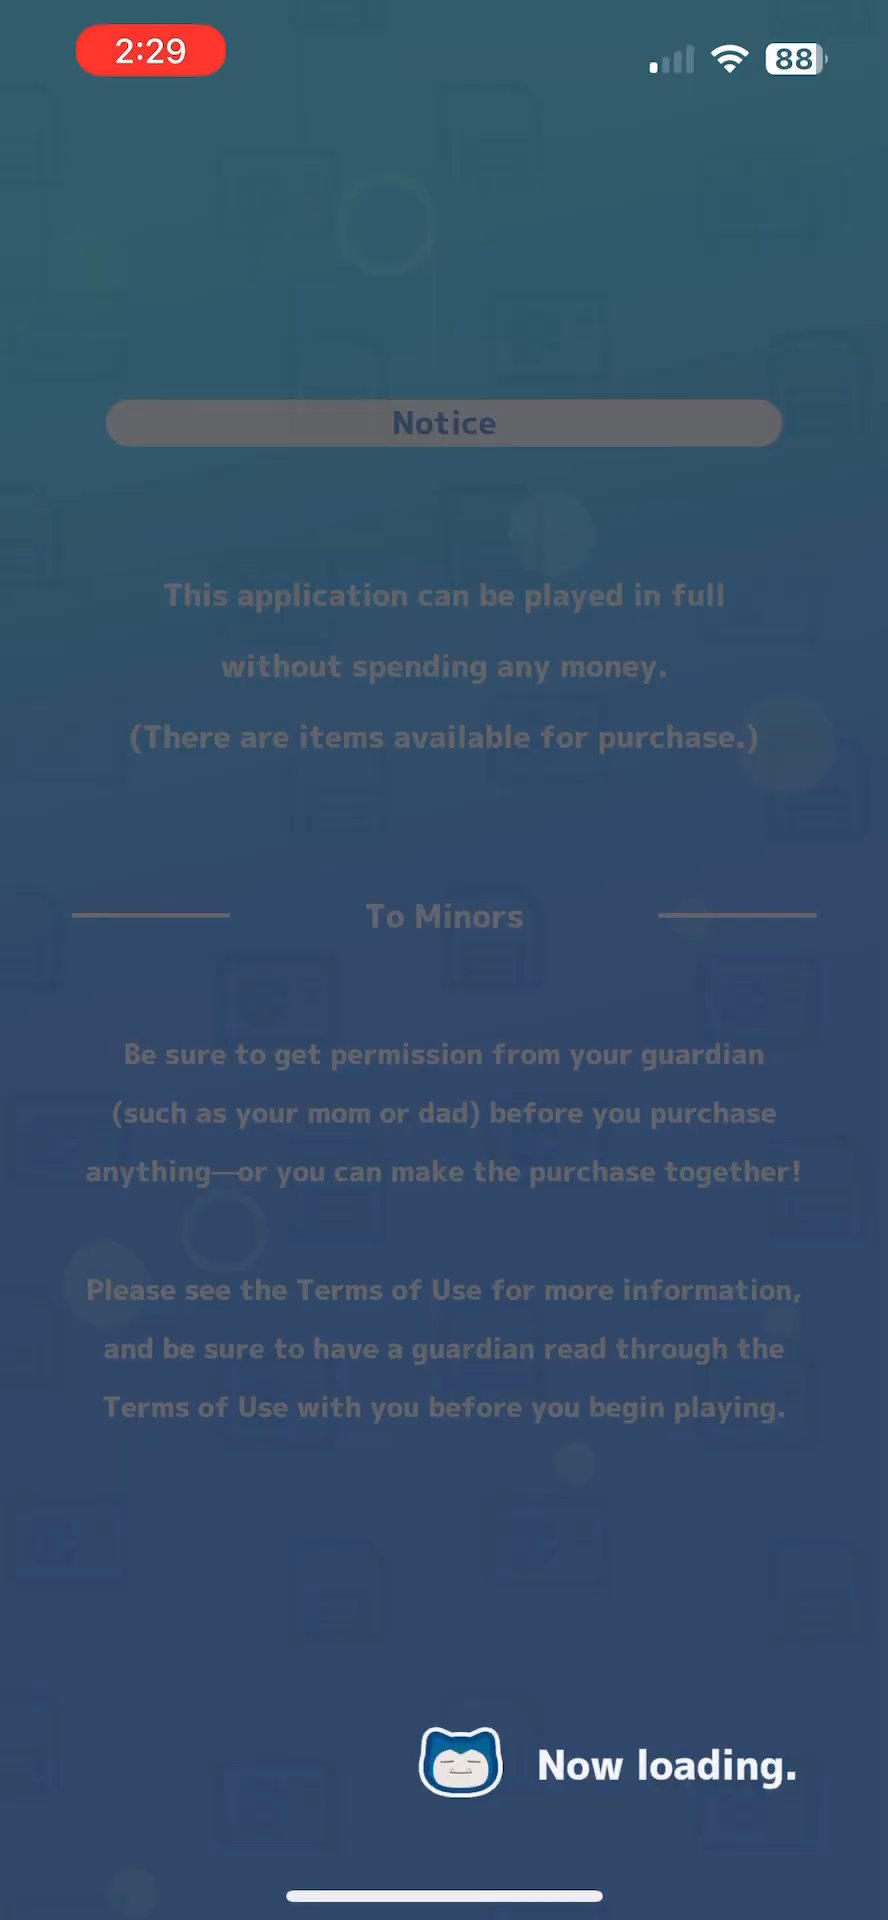 2:29
88
Notice
This application can be played in full
without spending any money.
(There are items available for purchase.)
To Minors
Be sure to get permission from your guardian
(such as your mom or dad) before you purchase
anything—or you can make the purchase together!
Please see the Terms of Use for more information,
and be sure to have a guardian read through the
Terms of Use with you before you begin playing.
Now loading.